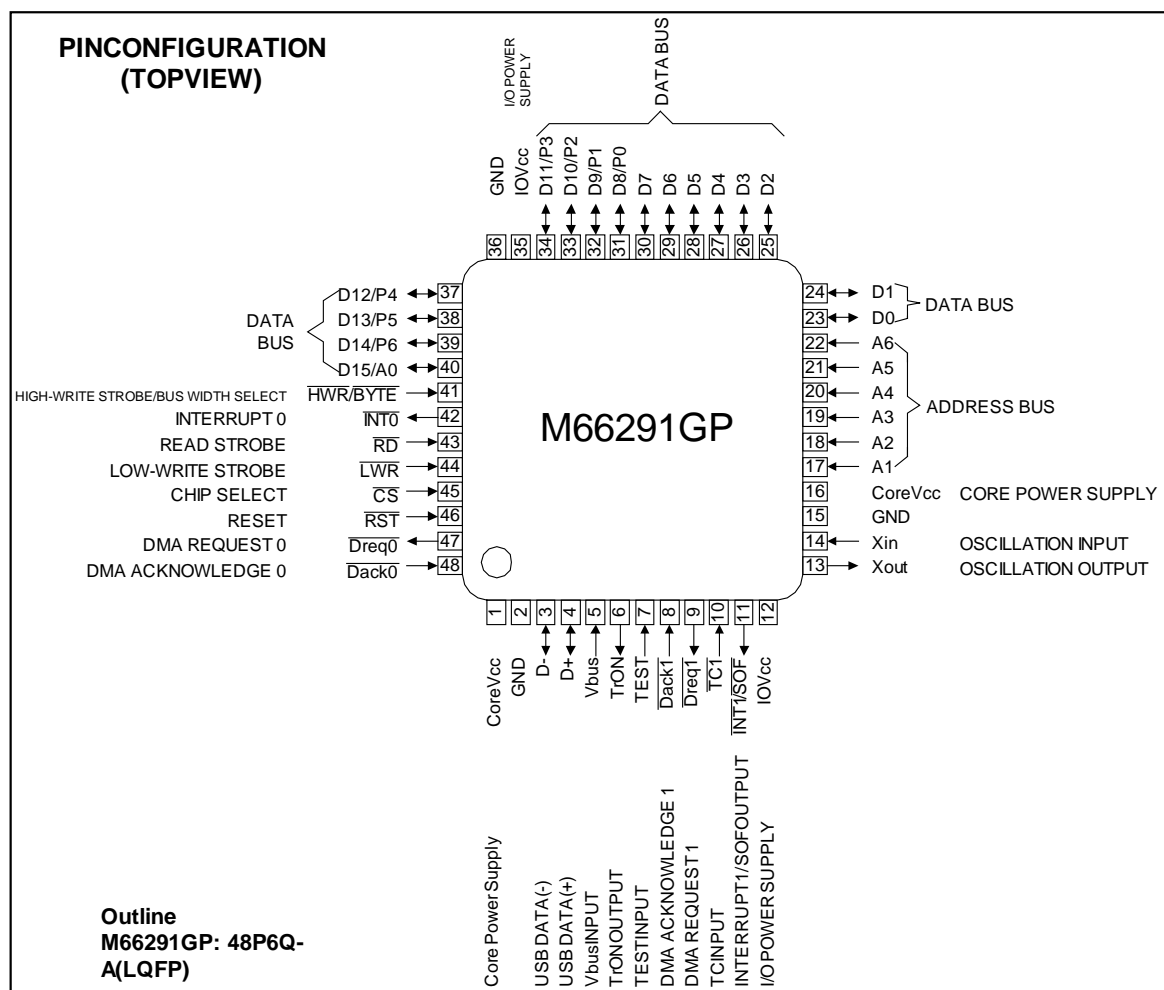 PINCONFIGURATION
(TOPVIEW)
I/O POWER
SUPPLY
DATA BUS
GND
IOVcc
D11/P3
D10/P2
D9/P1
D8/P0
D7
D6
D5
D4
D3
D2
36 35 34 33 32 31 30 29 28 27 26 25
DATA
BUS
D12/P4 37
D13/P5 38
D14/P6 39
D15/A0 40
HIGH-WRITE STROBE/BUS WIDTH SELECT HWR/BYTE 41
INTERRUPT 0 INT0 42
READ STROBE RD 43
LOW-WRITE STROBE LWR 44
CHIP SELECT CS 45
RESET RST 46
DMA REQUEST 0 Dreq0 47
DMA ACKNOWLEDGE 0 Dack0 48
M66291GP
24 D1
23 D0
DATA BUS
22 A6
21 A5
20 A4
19 A3
18 A2
17 A1
ADDRESS BUS
16 CoreVcc CORE POWER SUPPLY
15 GND
14 Xin OSCILLATION INPUT
13 Xout OSCILLATION OUTPUT
1 2 3 4 5 6 7 8 9 10 11 12
CoreVcc
GND
D-
D+
Vbus
TrON
TEST
Dack1
Dreq1
TC1
INT1/SOF
IOVcc
Core Power Supply
USB DATA(-)
USB DATA(+)
VbusINPUT
TrONOUTPUT
TESTINPUT
DMA ACKNOWLEDGE 1
DMA REQUEST1
TCINPUT
INTERRUPT1/SOFOUTPUT
I/O POWER SUPPLY
Outline
M66291GP: 48P6Q-
A(LQFP)